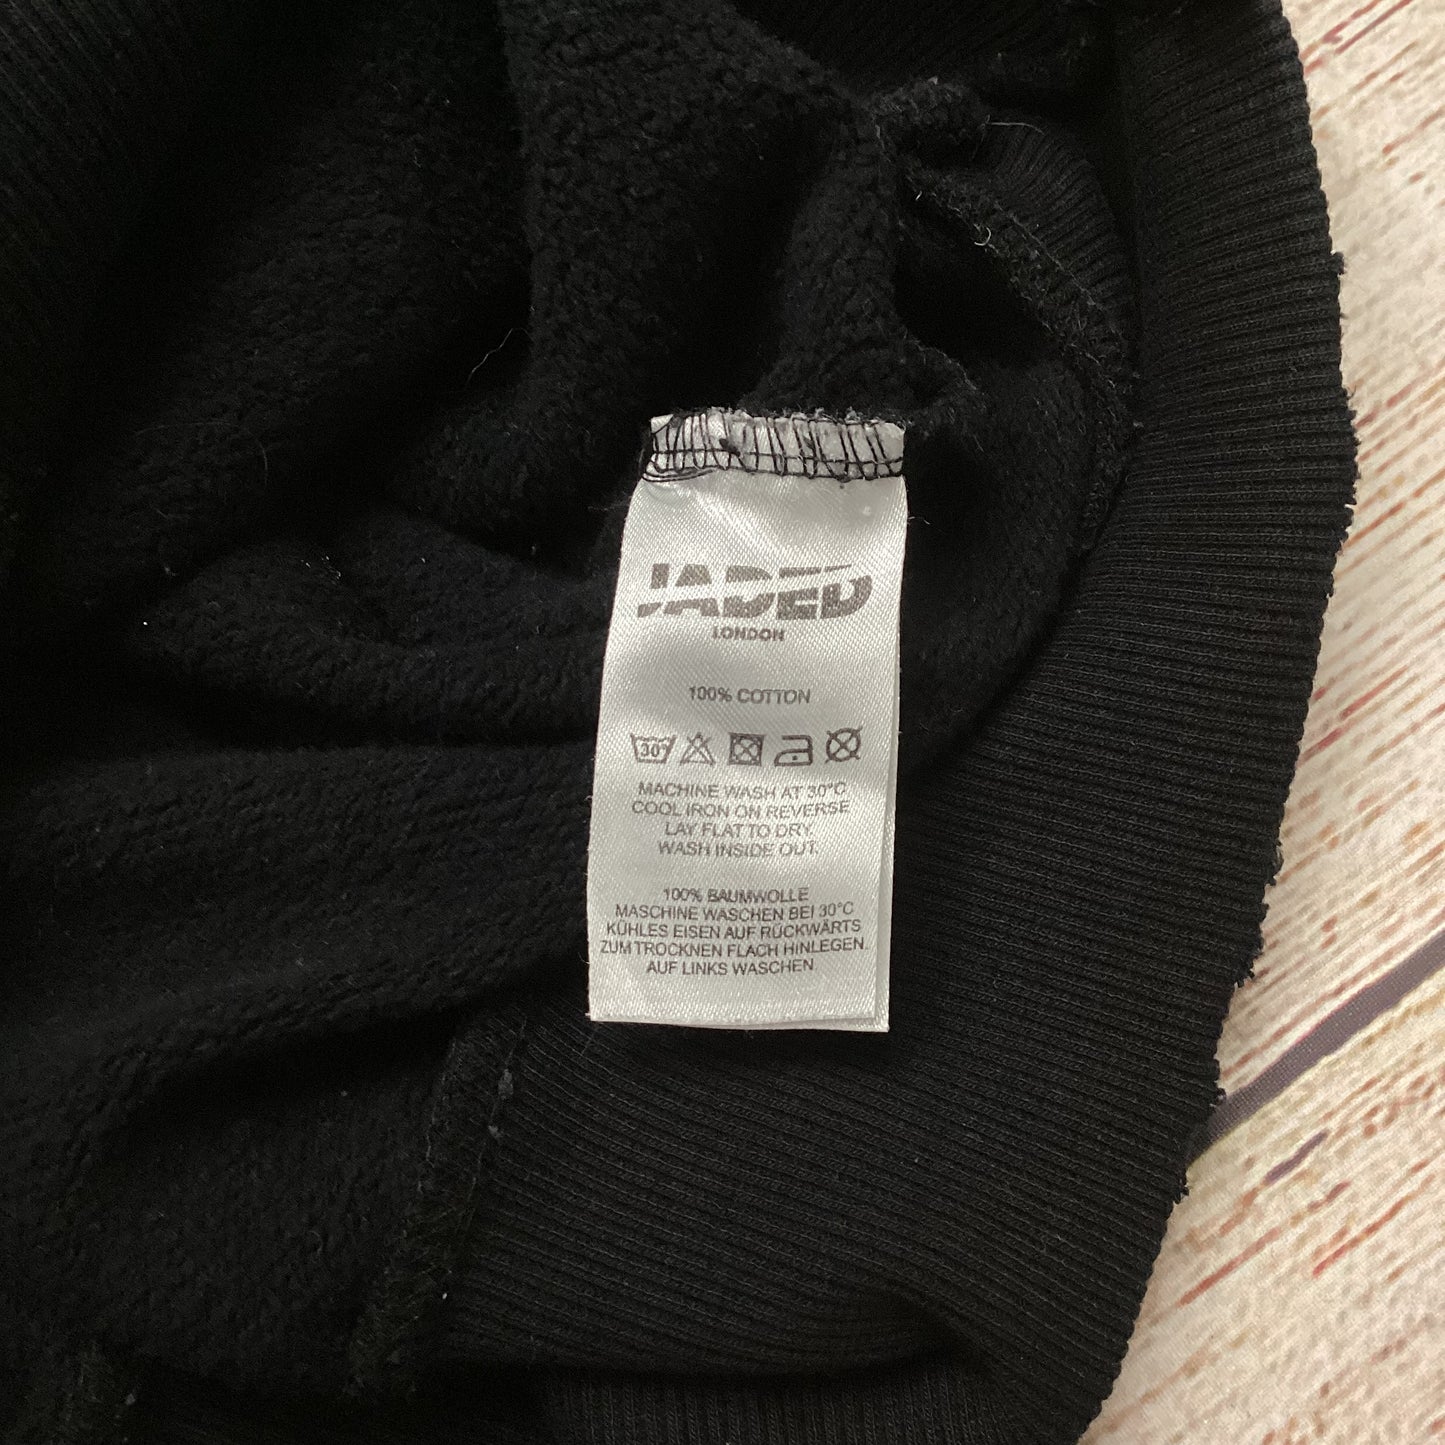 JADED
LONDON
100% COTTON
30°
MACHINE WASH AT 30°C
COOL IRON ON REVERSE
LAY FLAT TO DRY.
WASH INSIDE OUT.
100% BAUMWOLLE
MASCHINE WASCHEN BEI 30°C
KÜHLES EISEN AUF RÜCKWÄRTS
ZUM TROCKNEN FLACH HINLEGEN.
AUF LINKS WASCHEN